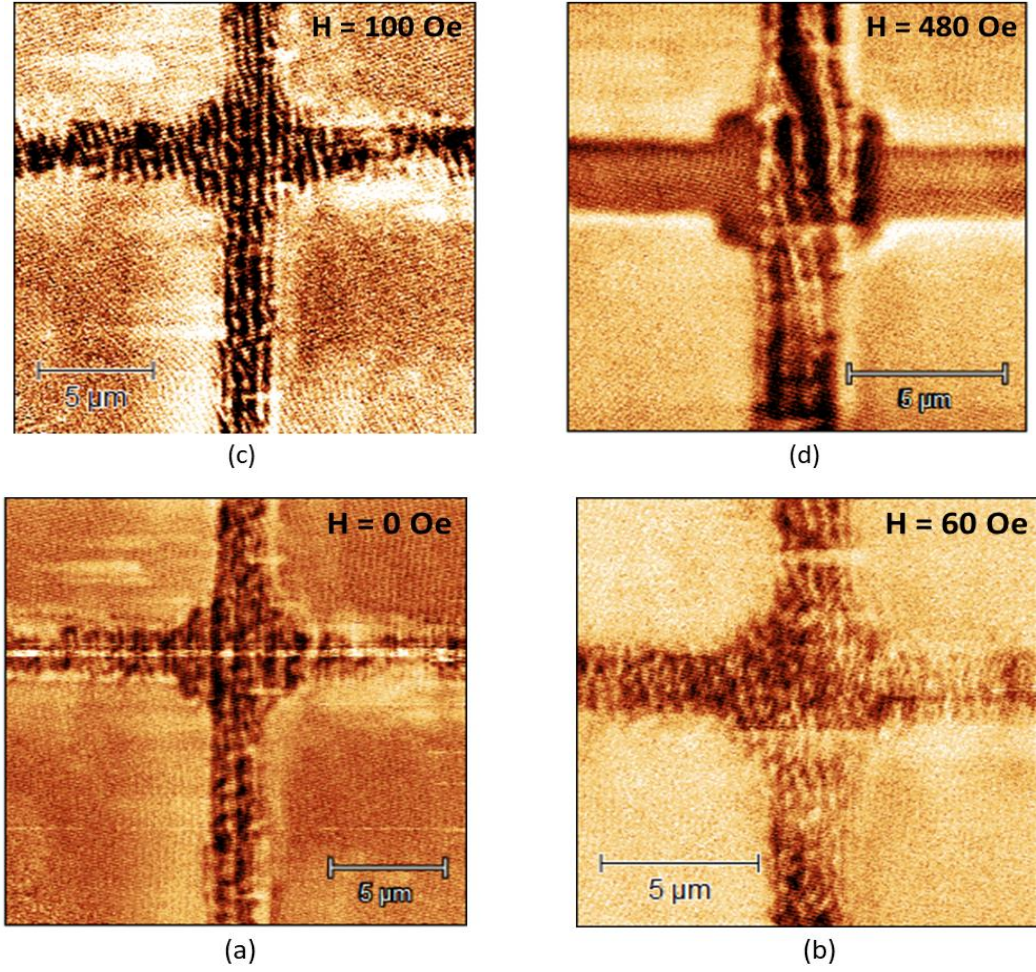 H = 100 Oe
5 µm
(c)
H = 480 Oe
5 µm
(d)
H = 0 Oe
5 µm
(a)
H = 60 Oe
5 µm
(b)